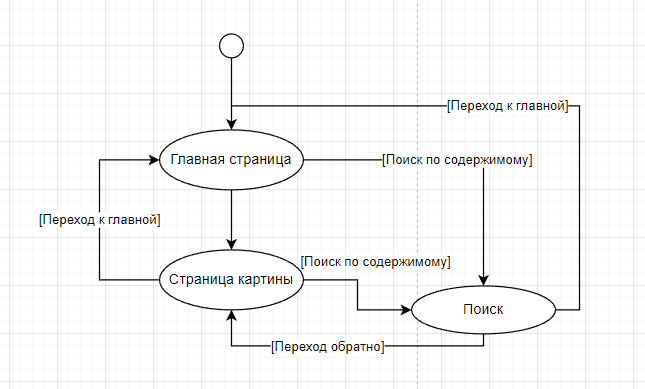 [Переход к главной]
Главная страница
[Поиск по содержимому]
[Переход к главной]
[Поиск по содержимому]
Страница картины
Поиск
[Переход обратно]